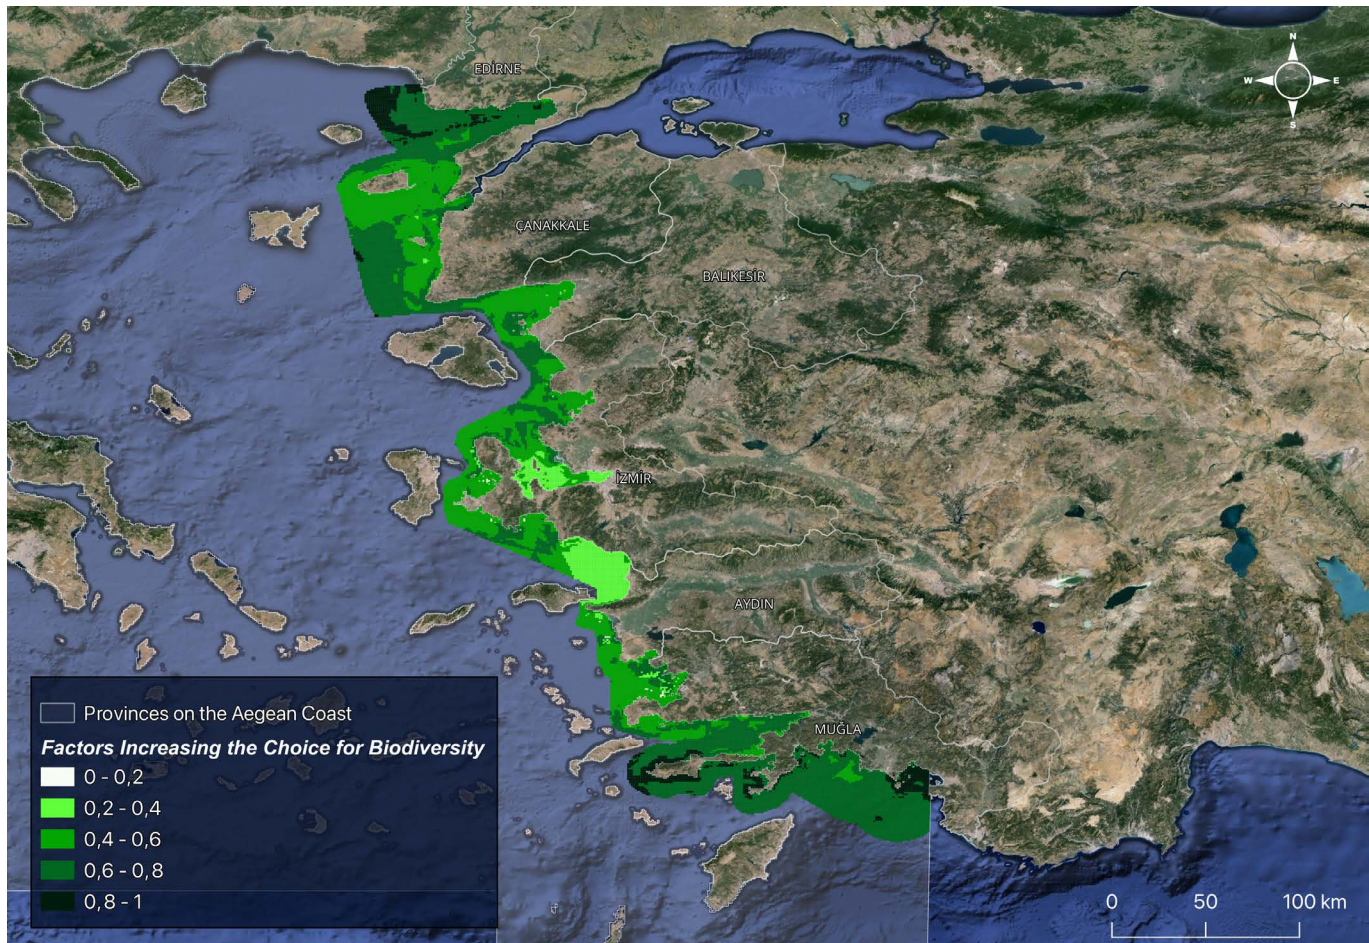 N
W
E
S
EDİRNE
ÇANAKKALE
BALIKESİR
İZMİR
AYDIN
MUĞLA
Provinces on the Aegean Coast
Factors Increasing the Choice for Biodiversity
0 - 0,2
0,2 - 0,4
0,4 - 0,6
0,6 - 0,8
0,8 - 1
0 50 100 km